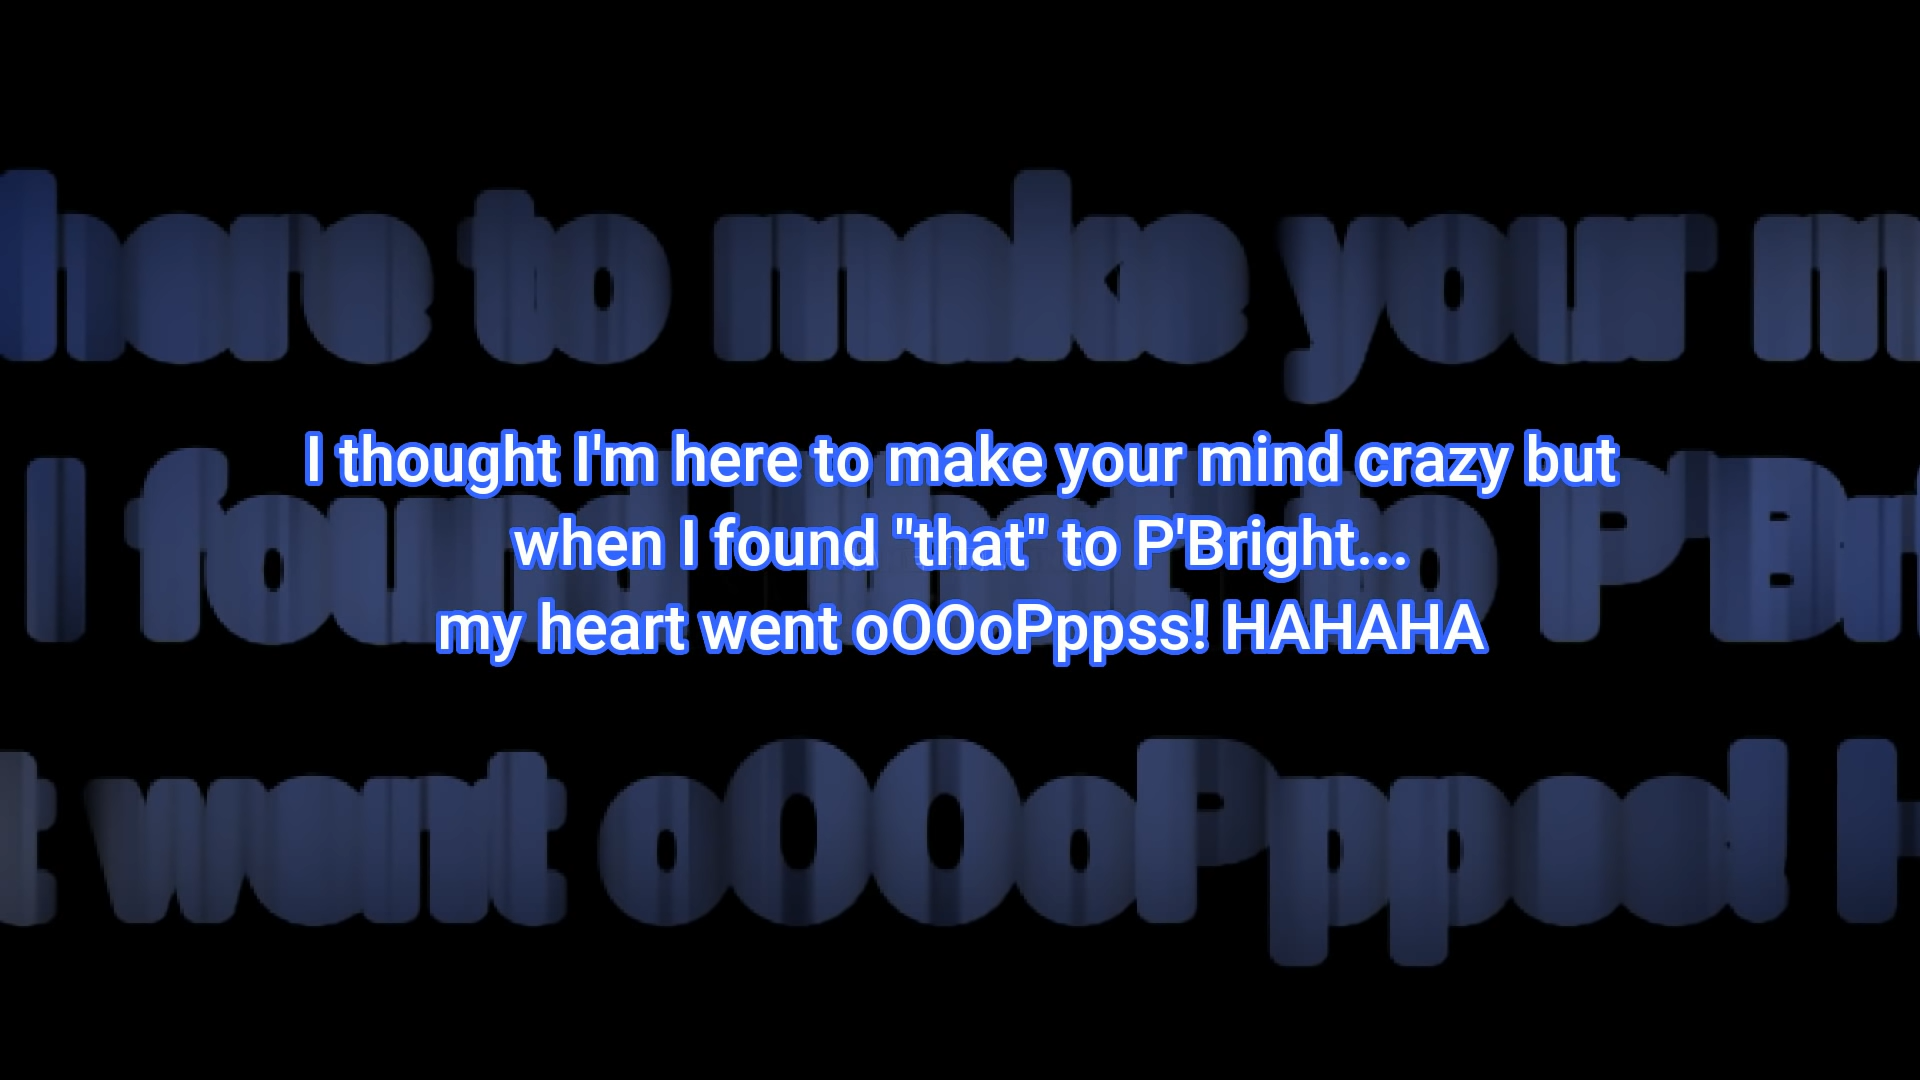 I thought I'm here to make your mind crazy but
when I found "that" to P'Bright...
my heart went oOOoPppss! HAHAHA